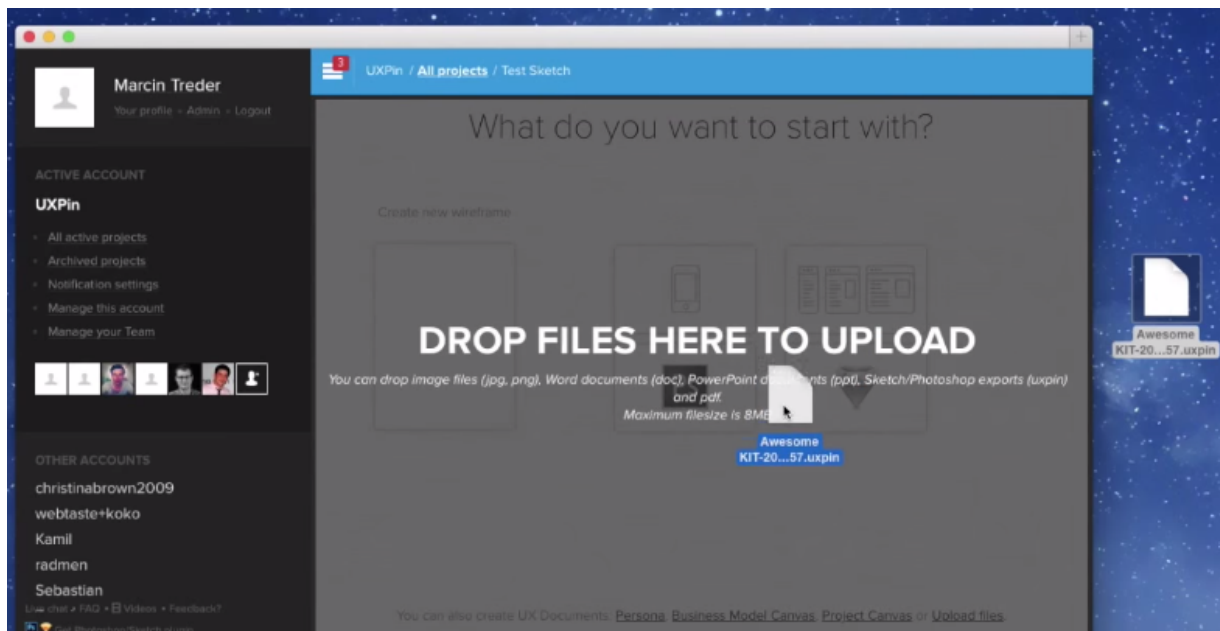 Marcin Treder
Your profile • Admin • Logout
ACTIVE ACCOUNT
UXPin
• All active projects
• Archived projects
• Notification settings
• Manage this account
• Manage your Team
OTHER ACCOUNTS
christinabrown2009
webtaste+koko
Kamil
radmen
Sebastian
Live chat • FAQ • Videos • Feedback?
Get Photoshop/Sketch plugin
3
UXPin / All projects / Test Sketch
What do you want to start with?
Create new wireframe
DROP FILES HERE TO UPLOAD
You can drop image files (jpg, png), Word documents (doc), PowerPoint documents (ppt), Sketch/Photoshop exports (uxpin)
and pdf.
Maximum filesize is 8MB
Awesome
KIT-20...57.uxpin
You can also create UX Documents: Persona, Business Model Canvas, Project Canvas or Upload files.
Awesome
KIT-20...57.uxpin